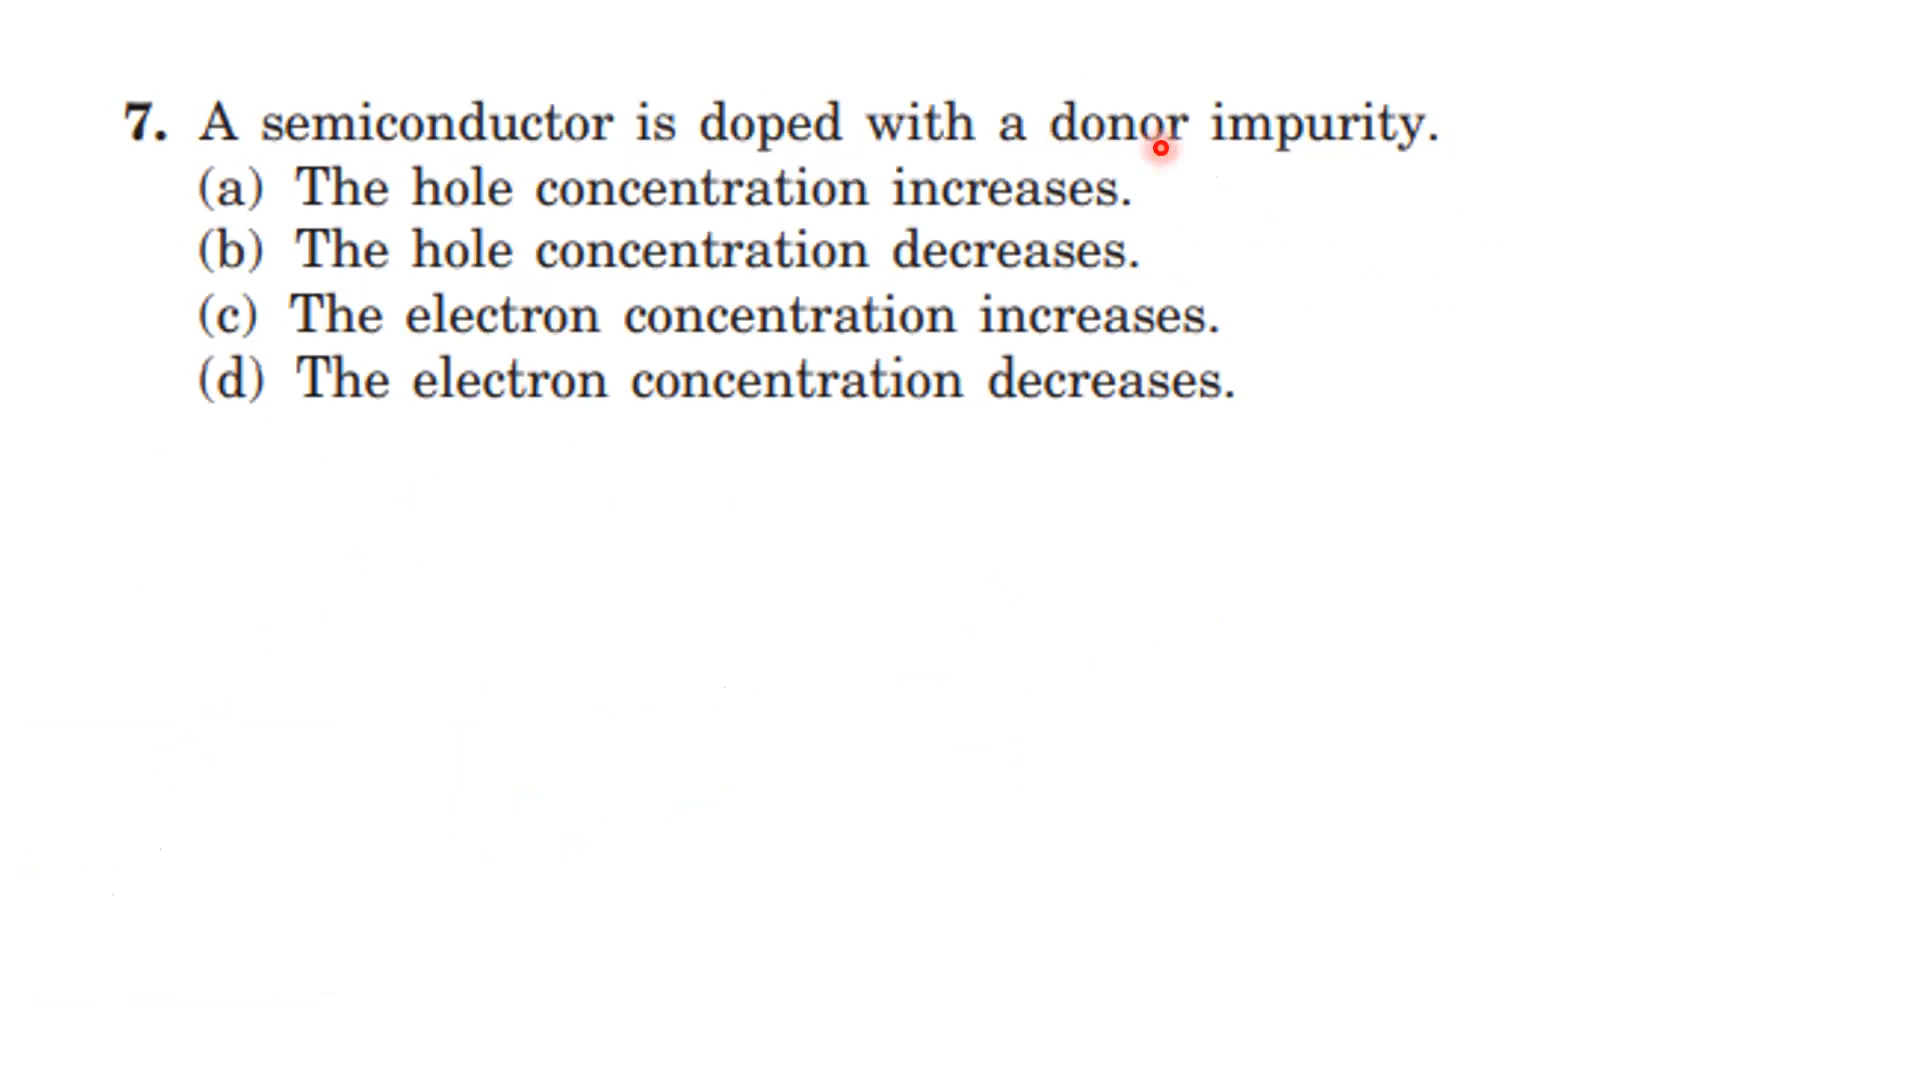 7. A semiconductor is doped with a donor impurity.
(a) The hole concentration increases.
(b) The hole concentration decreases.
(c) The electron concentration increases.
(d) The electron concentration decreases.